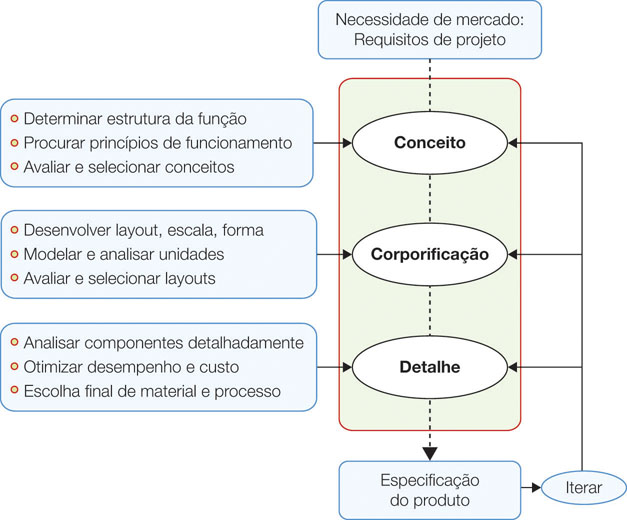 Necessidade de mercado:
Requisitos de projeto
Determinar estrutura da função
Procurar princípios de funcionamento
Avaliar e selecionar conceitos
Conceito
Desenvolver layout, escala, forma
Modelar e analisar unidades
Avaliar e selecionar layouts
Corporificação
Analisar componentes detalhadamente
Otimizar desempenho e custo
Escolha final de material e processo
Detalhe
Especificação
do produto
Iterar